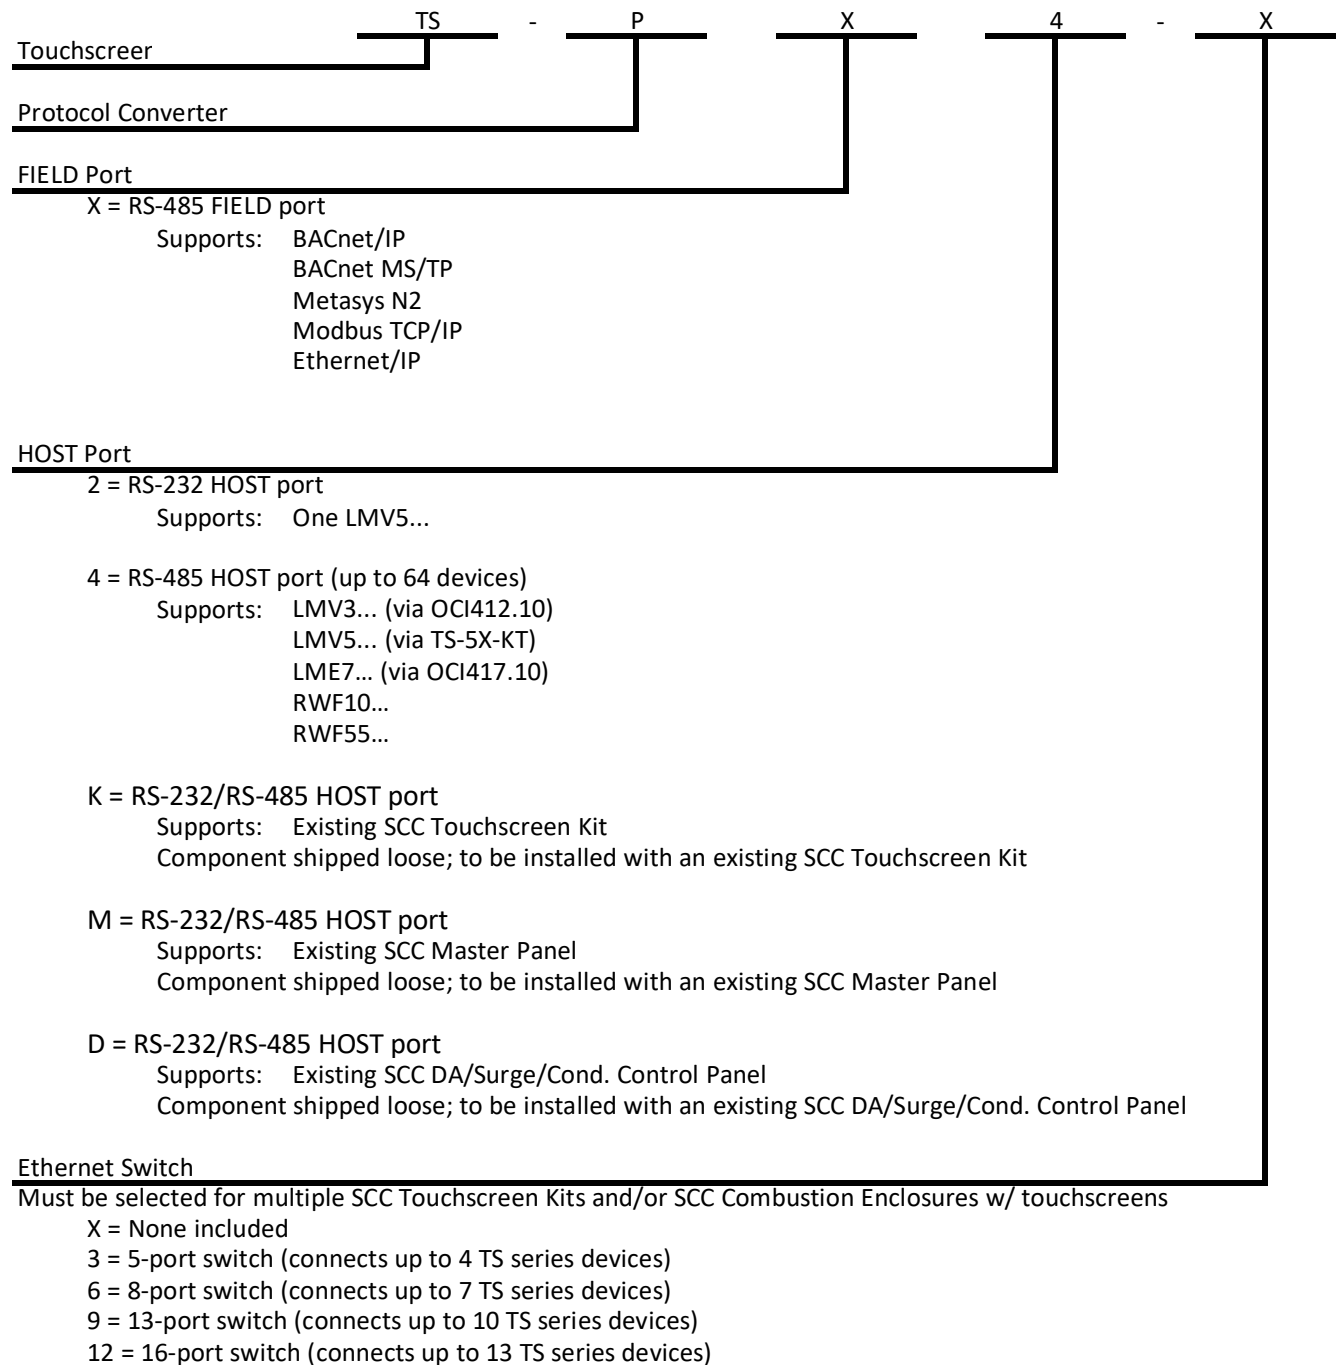 TS - P X 4 - X
Touchscreer
Protocol Converter
FIELD Port
X = RS-485 FIELD port
Supports: BACnet/IP
BACnet MS/TP
Metasys N2
Modbus TCP/IP
Ethernet/IP
HOST Port
2 = RS-232 HOST port
Supports: One LMV5...
4 = RS-485 HOST port (up to 64 devices)
Supports: LMV3... (via OCI412.10)
LMV5... (via TS-5X-KT)
LME7... (via OCI417.10)
RWF10...
RWF55...
K = RS-232/RS-485 HOST port
Supports: Existing SCC Touchscreen Kit
Component shipped loose; to be installed with an existing SCC Touchscreen Kit
M = RS-232/RS-485 HOST port
Supports: Existing SCC Master Panel
Component shipped loose; to be installed with an existing SCC Master Panel
D = RS-232/RS-485 HOST port
Supports: Existing SCC DA/Surge/Cond. Control Panel
Component shipped loose; to be installed with an existing SCC DA/Surge/Cond. Control Panel
Ethernet Switch
Must be selected for multiple SCC Touchscreen Kits and/or SCC Combustion Enclosures w/ touchscreens
X = None included
3 = 5-port switch (connects up to 4 TS series devices)
6 = 8-port switch (connects up to 7 TS series devices)
9 = 13-port switch (connects up to 10 TS series devices)
12 = 16-port switch (connects up to 13 TS series devices)